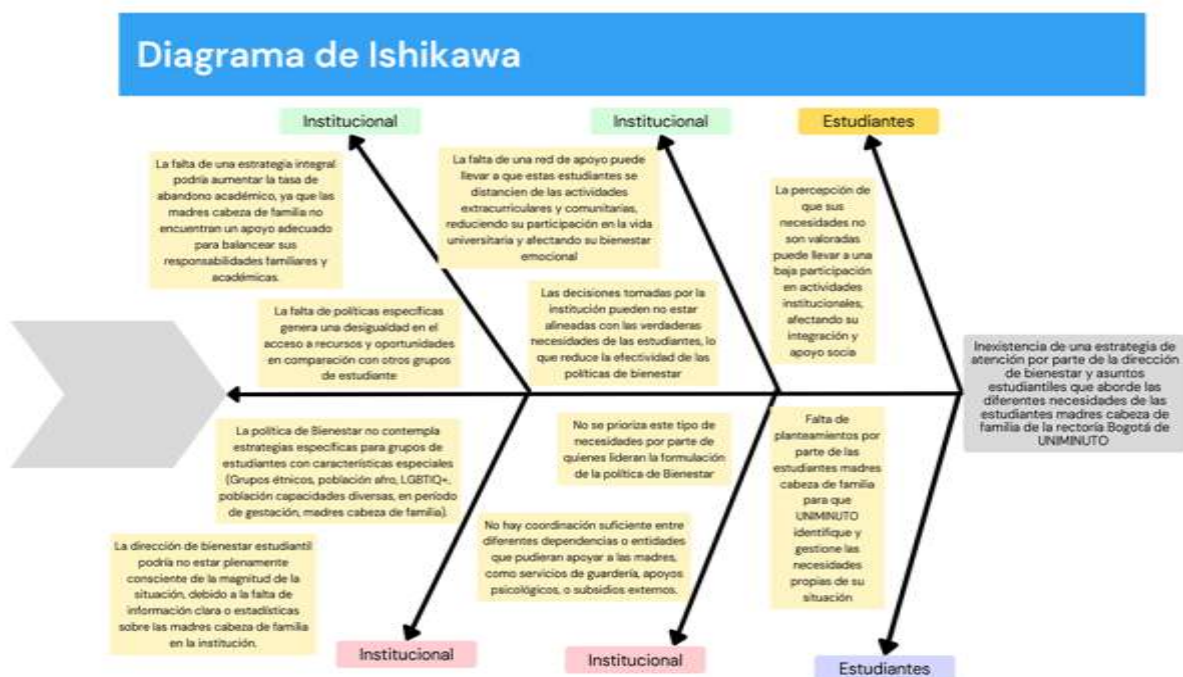 Diagrama de Ishikawa
Institucional
Institucional
Estudiantes
La falta de una estrategia integral
podría aumentar la tasa de
abandono académico, ya que las
madres cabeza de familia no
encuentran un apoyo adecuado
para balancear sus
responsabilidades familiares y
académicas.
La falta de una red de apoyo puede
llevar a que estas estudiantes se
distancien de las actividades
extracurriculares y comunitarias,
reduciendo su participación en la vida
universitaria y afectando su bienestar
emocional
La percepción de
que sus
necesidades no
son valoradas
puede llevar a una
baja participación
en actividades
institucionales,
afectando su
integración y
apoyo socia
La falta de políticas específicas
genera una desigualdad en el
acceso a recursos y oportunidades
en comparación con otros grupos
de estudiante
Las decisiones tomadas por la
institución pueden no estar
alineadas con las verdaderas
necesidades de las estudiantes, lo
que reduce la efectividad de las
políticas de bienestar
Inexistencia de una estrategia de
atención por parte de la dirección
de bienestar y asuntos
estudiantiles que aborde las
diferentes necesidades de las
estudiantes madres cabeza de
familia de la rectoría Bogotá de
UNIMINUTO
La política de Bienestar no contempla
estrategias específicas para grupos de
estudiantes con características especiales
(Grupos étnicos, población afro, LGBTIQ+,
población capacidades diversas, en período
de gestación, madres cabeza de familia).
No se prioriza este tipo de
necesidades por parte de
quienes lideran la formulación
de la política de Bienestar
Falta de
planteamientos por
parte de las
estudiantes madres
cabeza de familia
para que
UNIMINUTO
identifique y
gestione las
necesidades
propias de su
situación
La dirección de bienestar estudiantil
podría no estar plenamente
consciente de la magnitud de la
situación, debido a la falta de
información clara o estadísticas
sobre las madres cabeza de familia
en la institución.
No hay coordinación suficiente entre
diferentes dependencias o entidades
que pudieran apoyar a las madres,
como servicios de guardería, apoyos
psicológicos, o subsidios externos.
Institucional
Institucional
Estudiantes